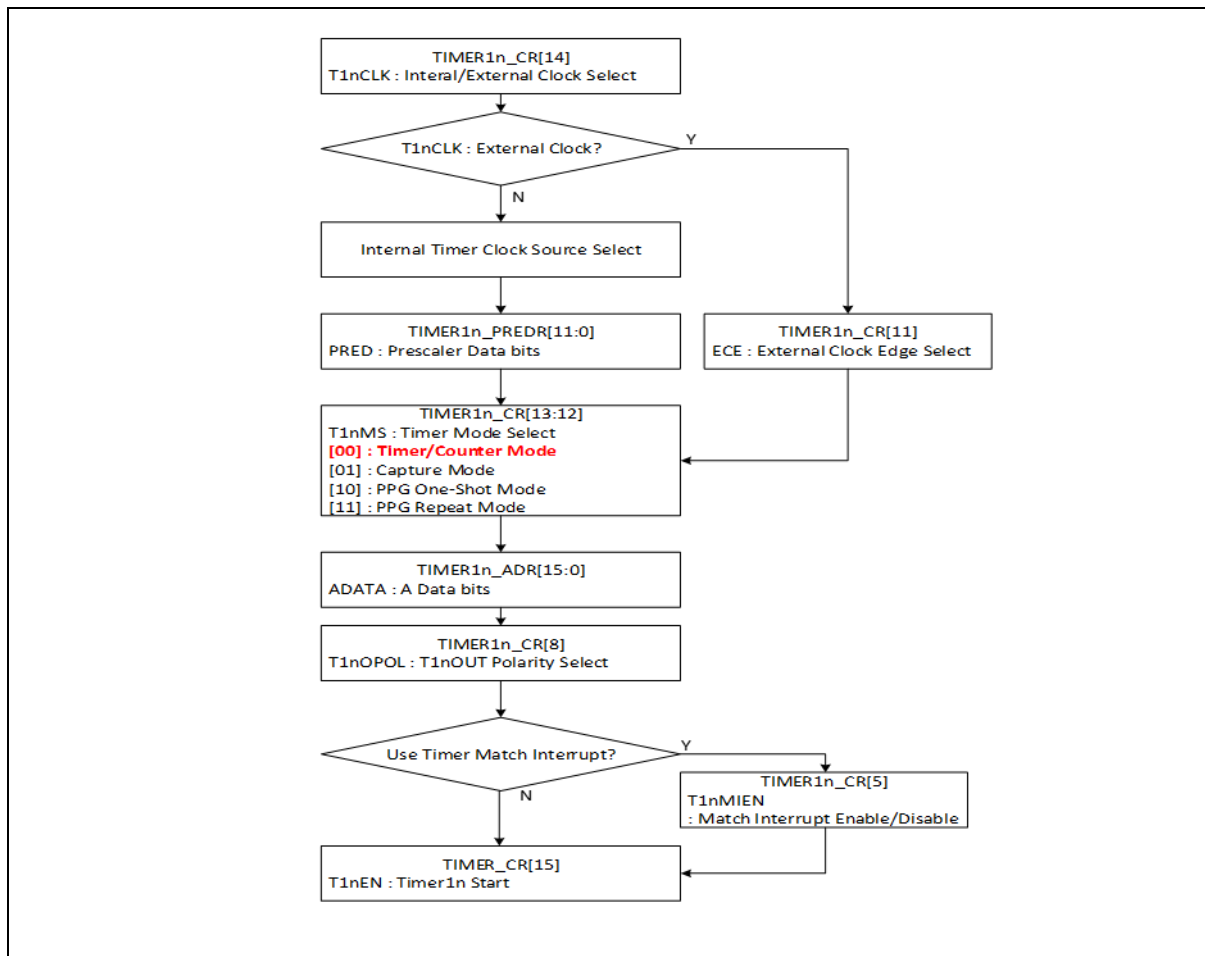 TIMER1n_CR[14]
T1nCLK : Interal/External Clock Select
T1nCLK : External Clock?
Y
N
Internal Timer Clock Source Select
TIMER1n_PREDR[11:0]
PRED : Prescaler Data bits
TIMER1n_CR[11]
ECE : External Clock Edge Select
TIMER1n_CR[13:12]
T1nMS : Timer Mode Select
[00] : Timer/Counter Mode
[01] : Capture Mode
[10] : PPG One-Shot Mode
[11] : PPG Repeat Mode
TIMER1n_ADR[15:0]
ADATA : A Data bits
TIMER1n_CR[8]
T1nOPOL : T1nOUT Polarity Select
Use Timer Match Interrupt?
Y
N
TIMER1n_CR[5]
T1nMIEN
: Match Interrupt Enable/Disable
TIMER_CR[15]
T1nEN : Timer1n Start